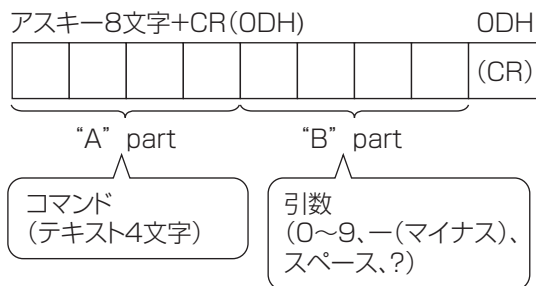 アスキー8文字+CR(0DH)
0DH
(CR)
“A” part
“B” part
コマンド
(テキスト4文字)
引数
(0〜9、－(マイナス)、
スペース、?)